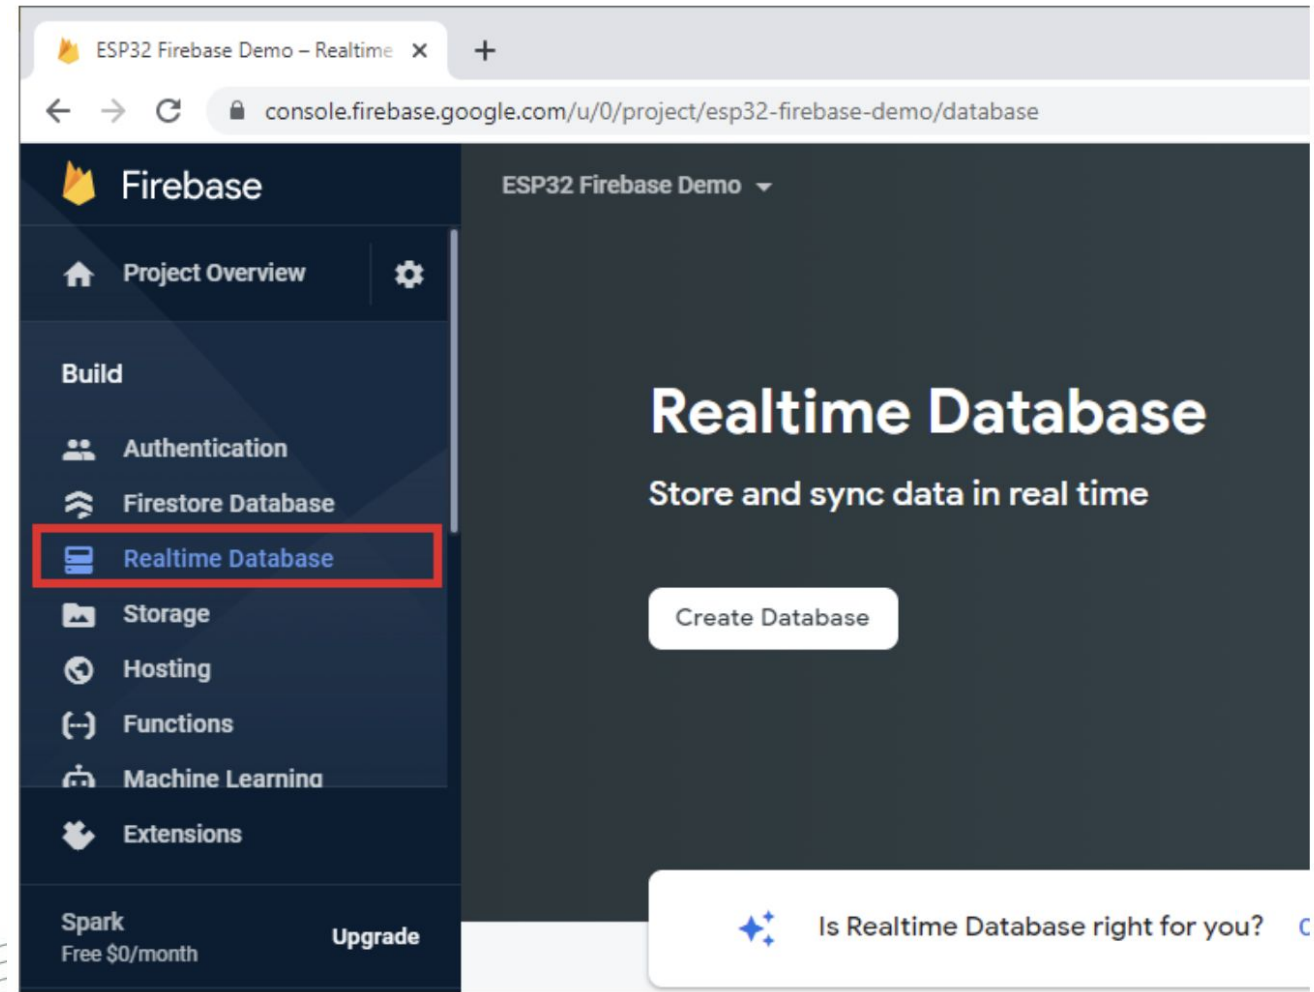 ESP32 Firebase Demo – Realtime
console.firebase.google.com/u/0/project/esp32-firebase-demo/database
Firebase
ESP32 Firebase Demo
Project Overview
Build
Authentication
Firestore Database
Realtime Database
Storage
Hosting
Functions
Machine Learning
Extensions
Spark
Free $0/month
Upgrade
Realtime Database
Store and sync data in real time
Create Database
Is Realtime Database right for you?